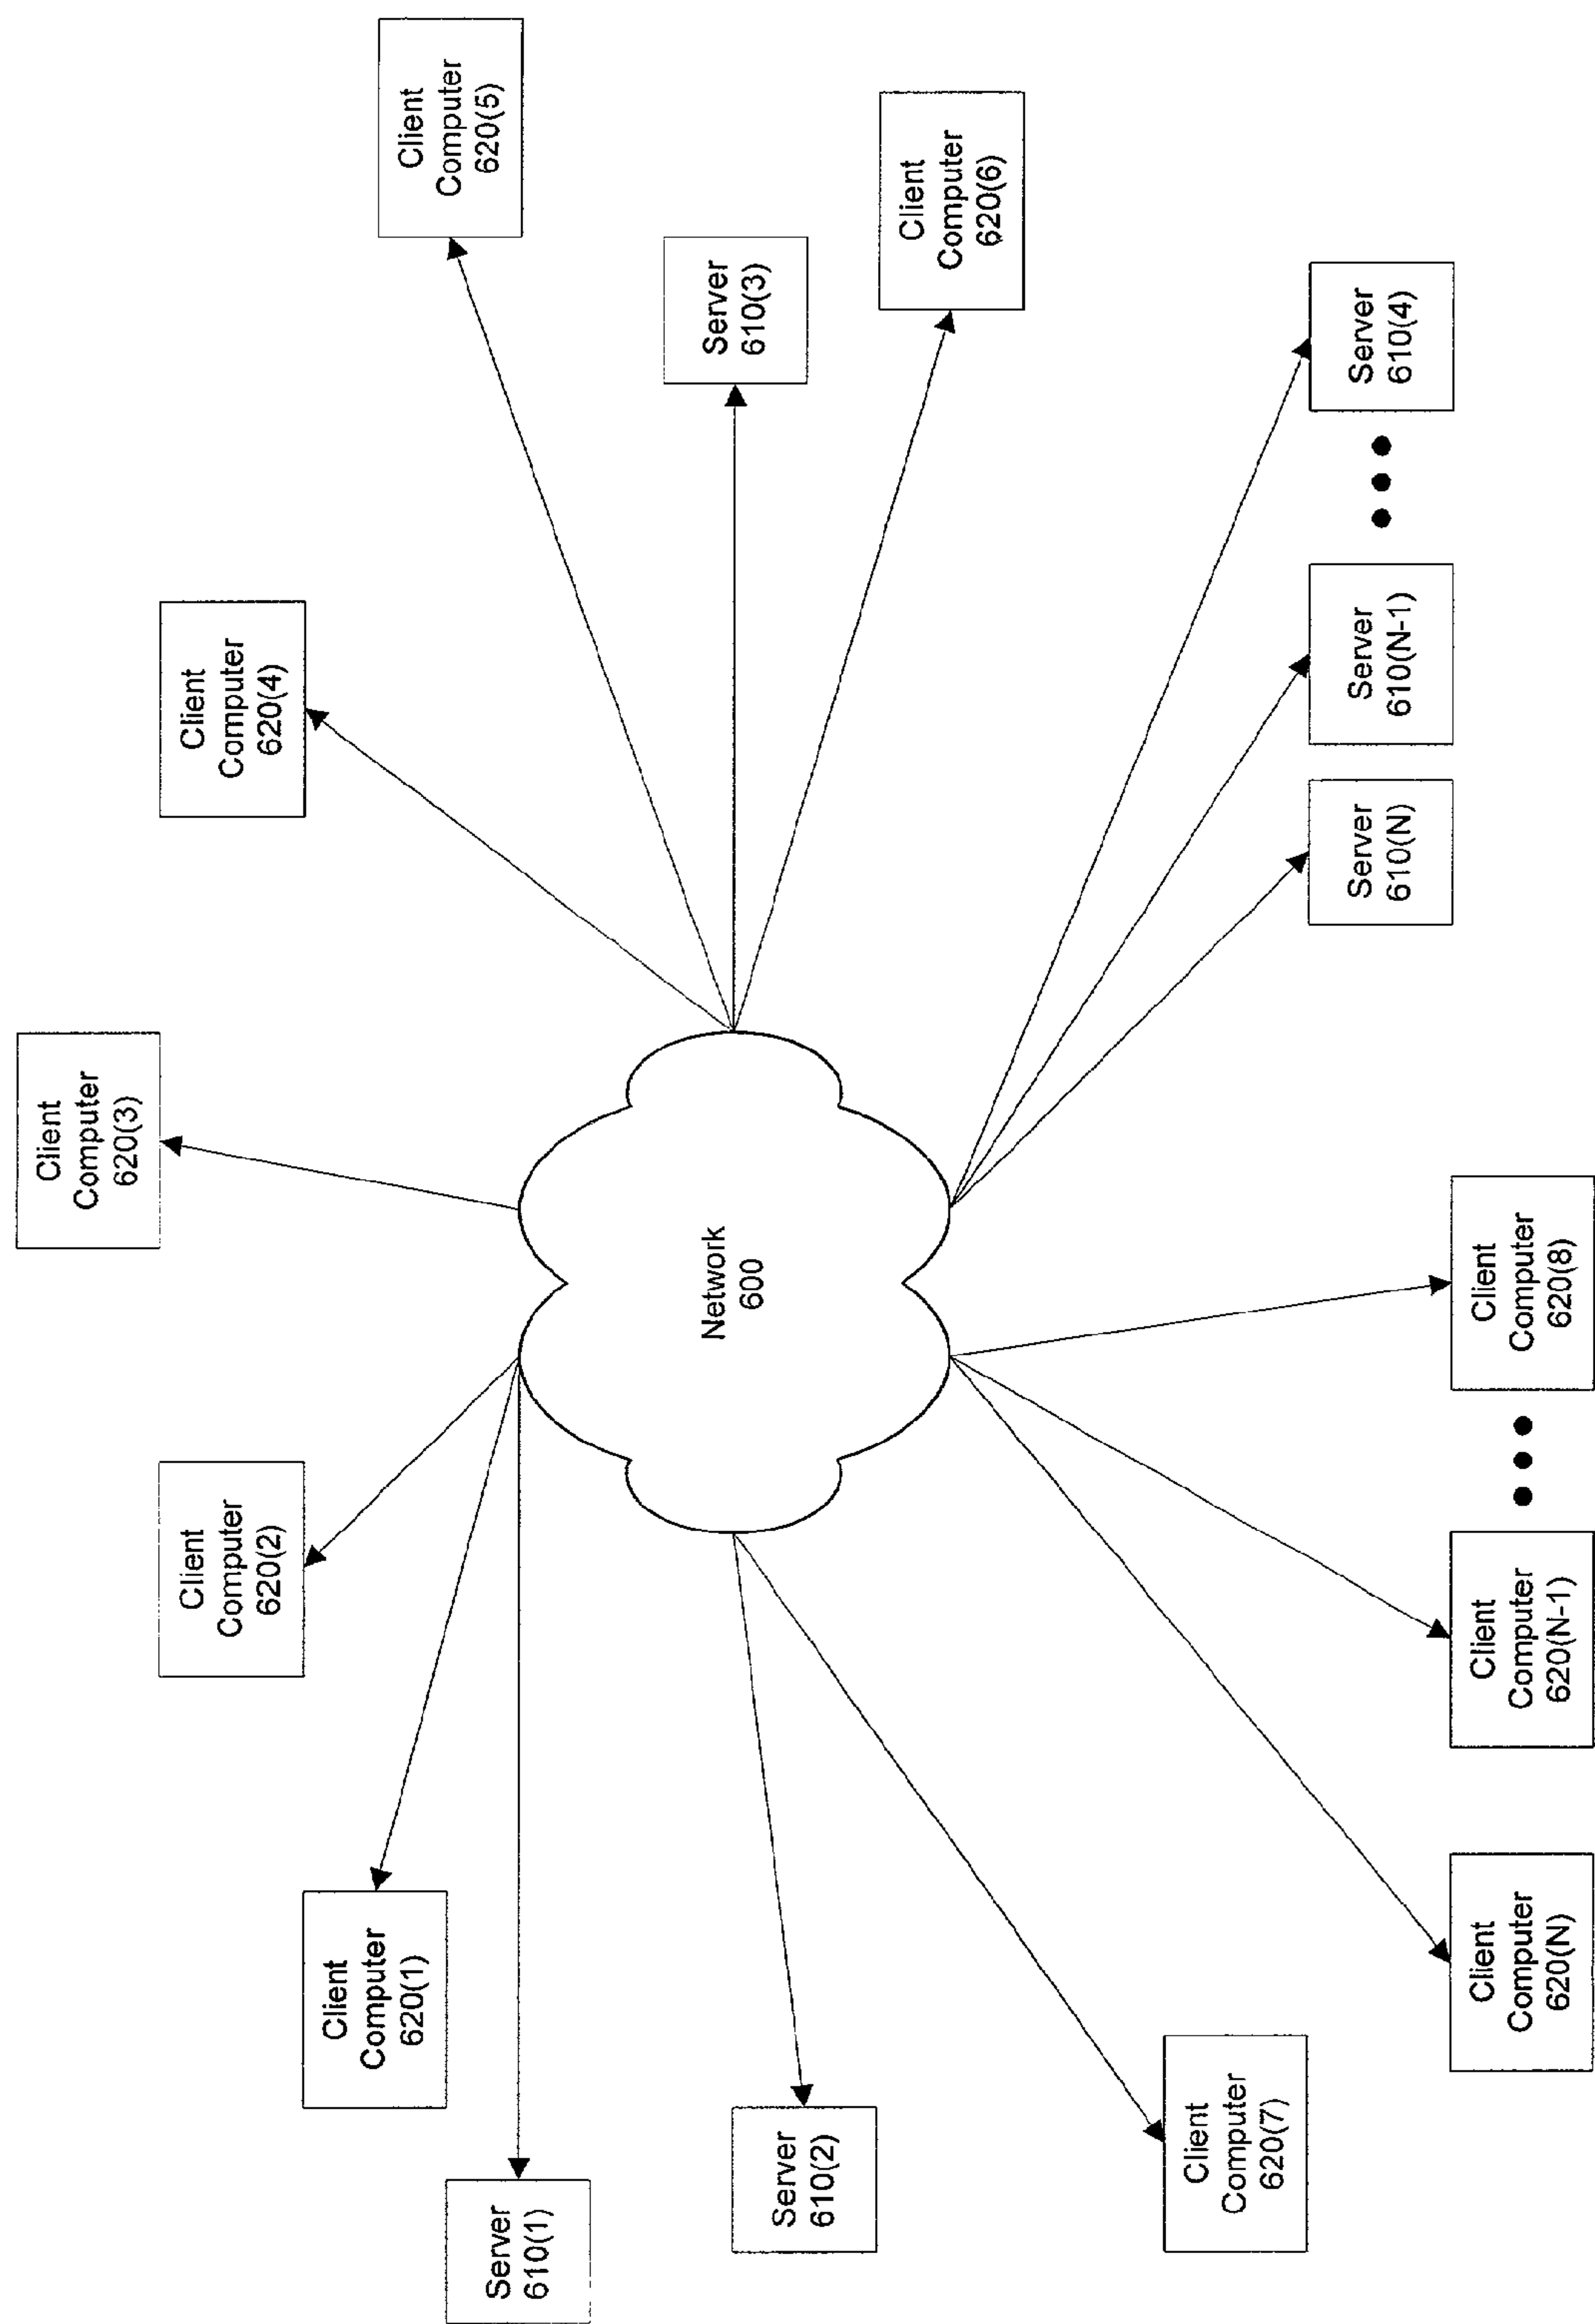 Client
Computer
620(3)
Client
Computer
620(2)
Client
Computer
620(4)
Client
Computer
620(1)
Client
Computer
620(5)
Server
610(1)
Server
610(2)
Network
600
Server
610(3)
Client
Computer
620(6)
Client
Computer
620(7)
Server
610(N)
Server
610(N-1)
Server
610(4)
Client
Computer
620(N)
Client
Computer
620(N-1)
Client
Computer
620(8)